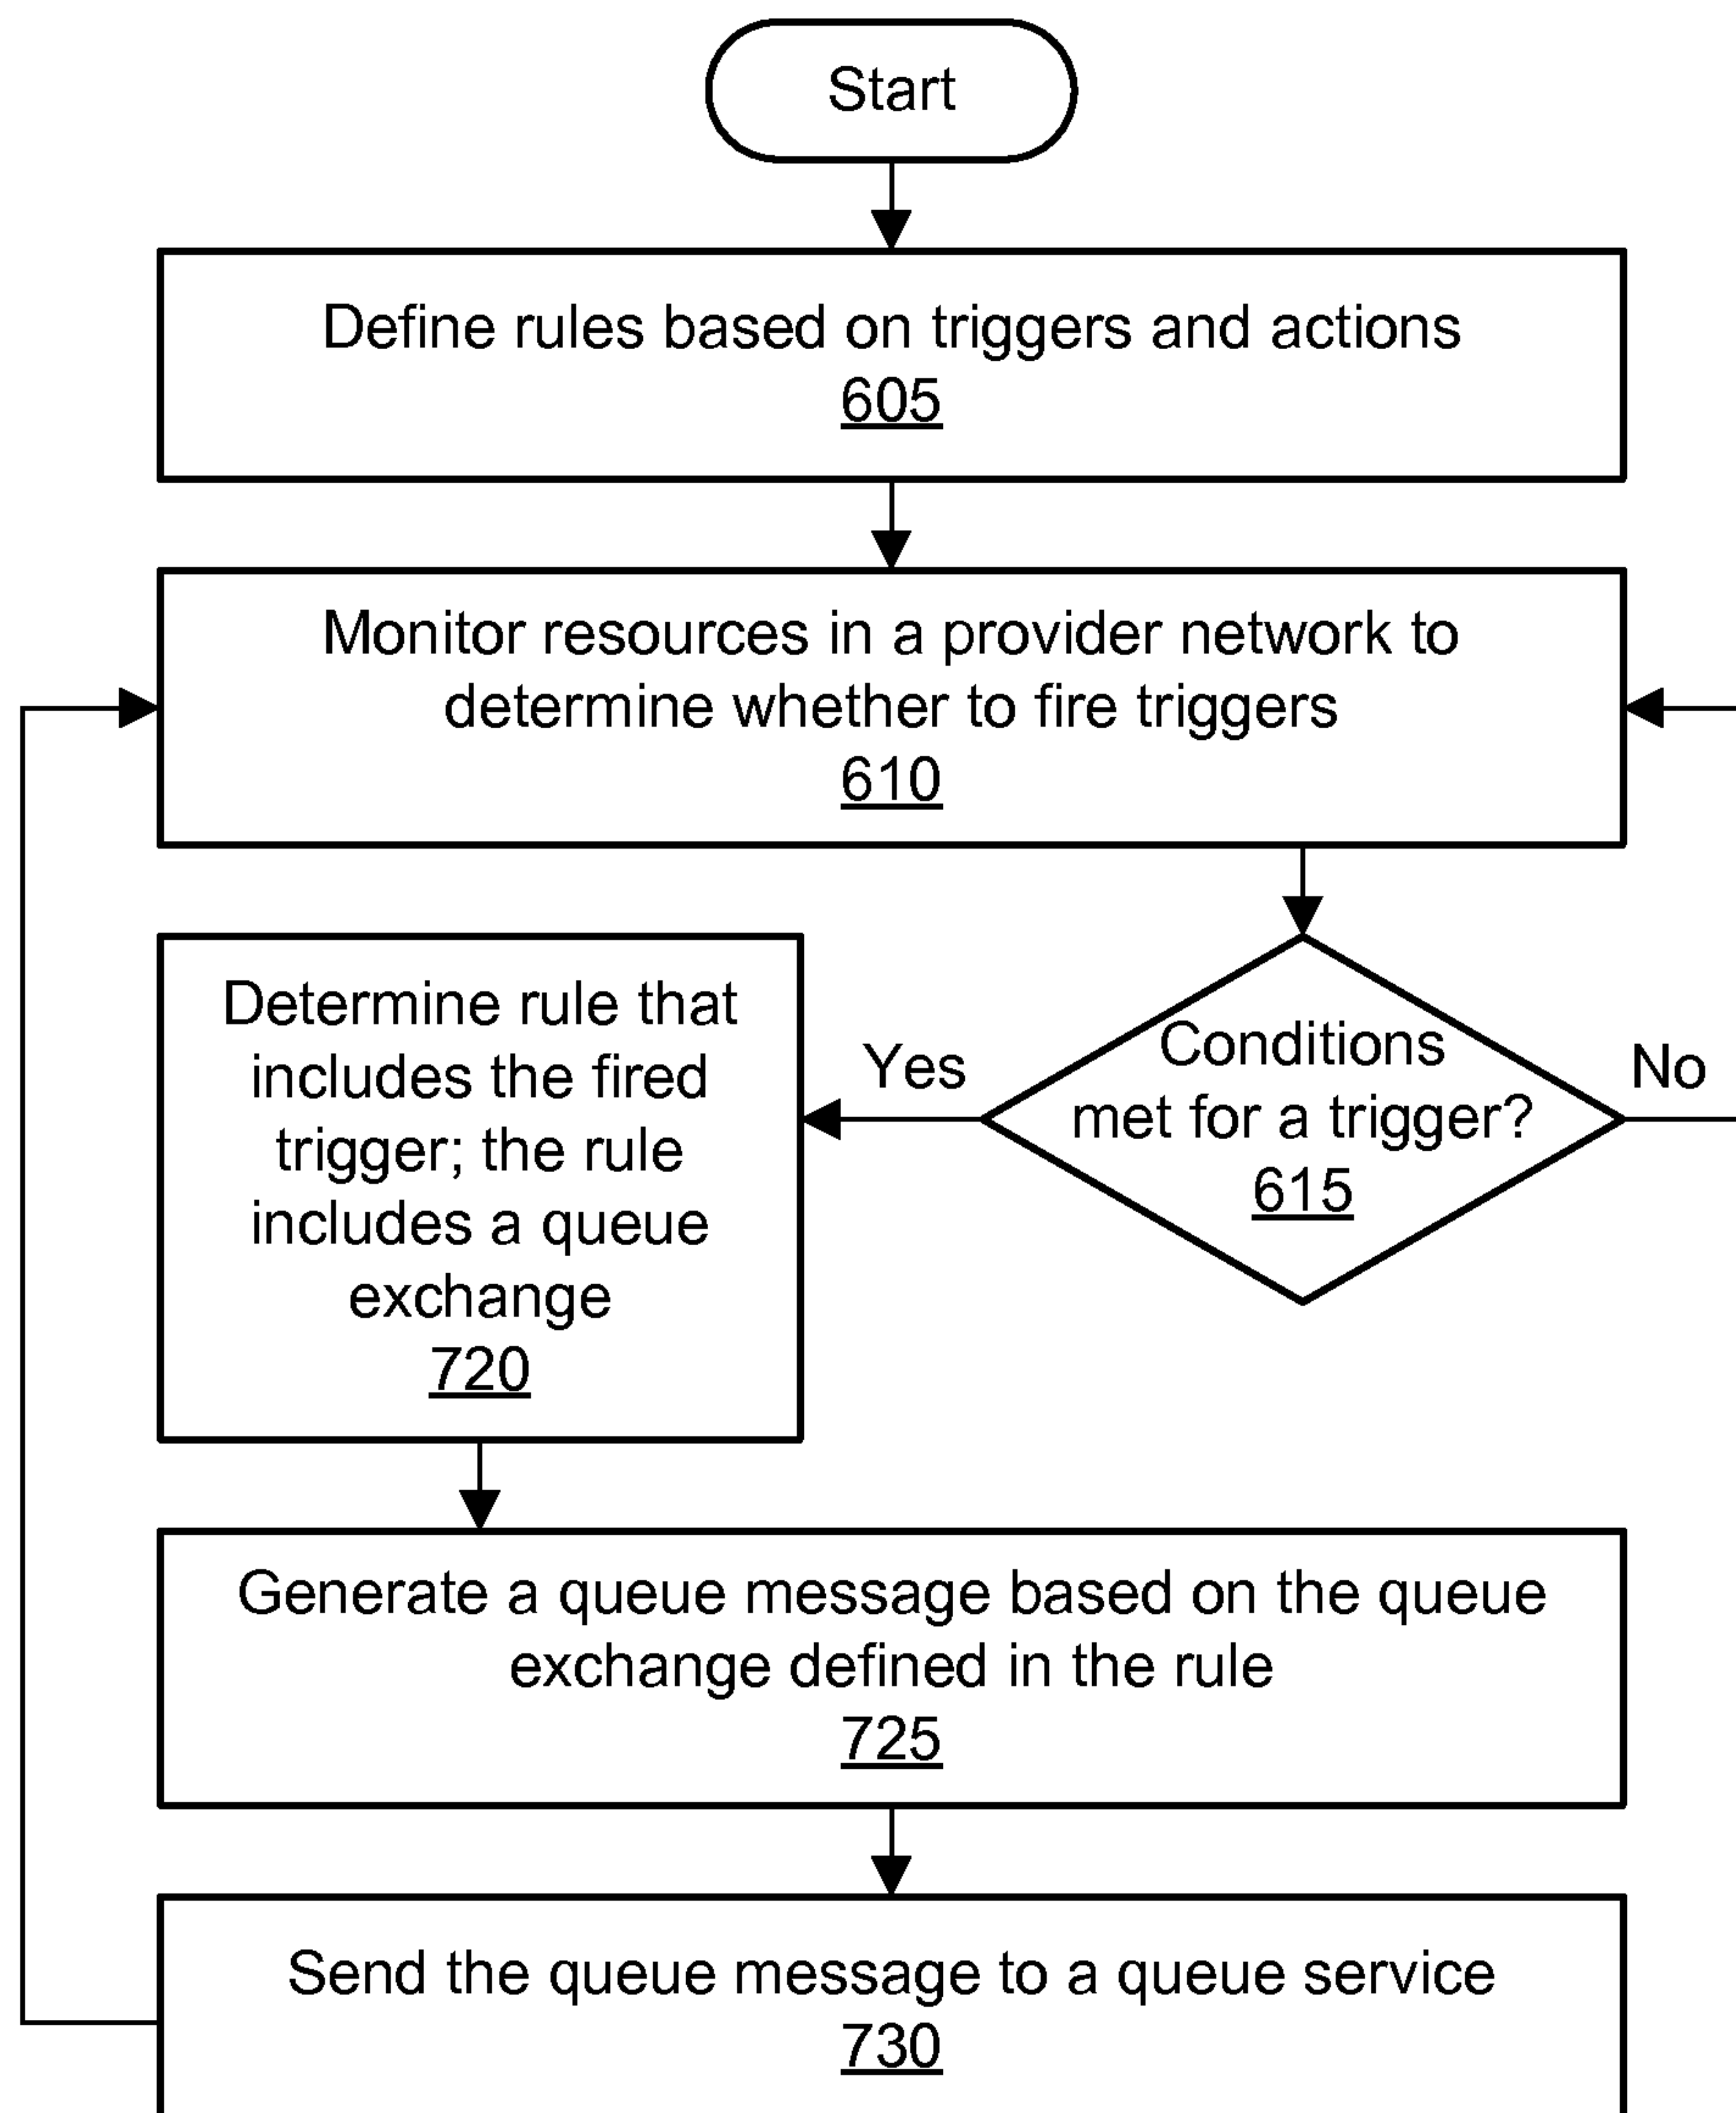 Start
Define rules based on triggers and actions
605
Monitor resources in a provider network to
determine whether to fire triggers
610
Conditions
met for a trigger?
615
Yes
No
Determine rule that
includes the fired
trigger; the rule
includes a queue
exchange
720
Generate a queue message based on the queue
exchange defined in the rule
725
Send the queue message to a queue service
730